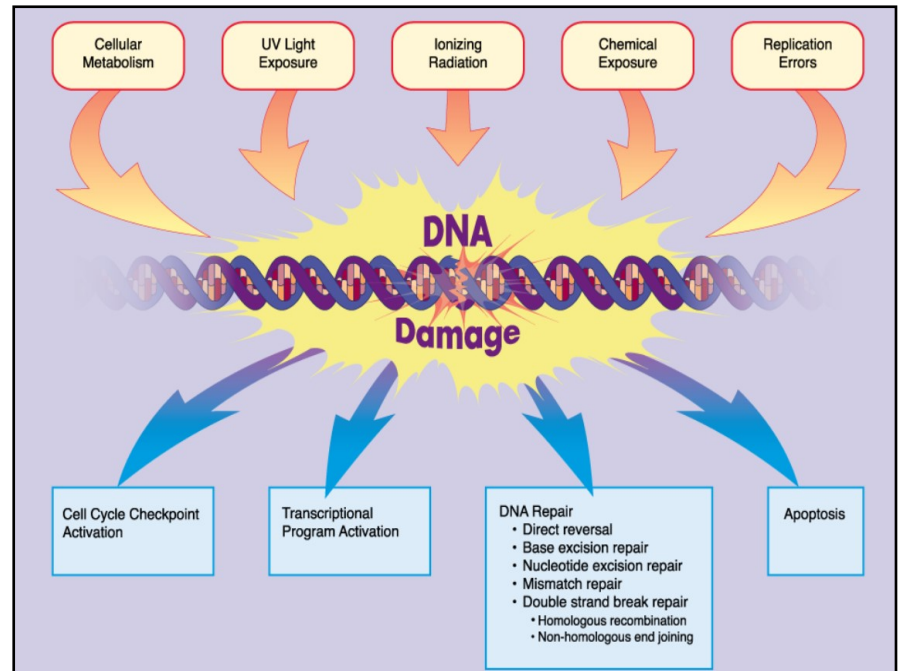 Cellular
Metabolism
UV Light
Exposure
Ionizing
Radiation
Chemical
Exposure
Replication
Errors
DNA
Damage
Cell Cycle Checkpoint
Activation
Transcriptional
Program Activation
DNA Repair
• Direct reversal
• Base excision repair
• Nucleotide excision repair
• Mismatch repair
• Double strand break repair
• Homologous recombination
• Non-homologous end joining
Apoptosis